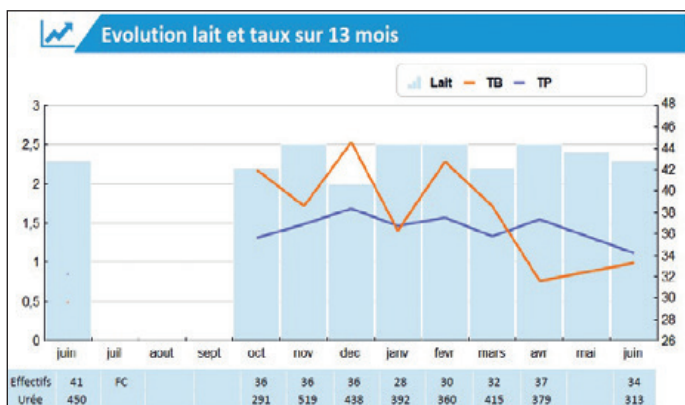 Evolution lait et taux sur 13 mois
Lait TB TP
3 48
46
2,5 44
42
2 40
38
1,5 36
34
1 32
30
0,5 28
0 26
juin juil aout sept oct nov dec janv fevr mars avr mai juin
Effectifs 41 FC 36 36 36 28 30 32 37 34
Urée 450 291 519 438 392 360 415 379 313